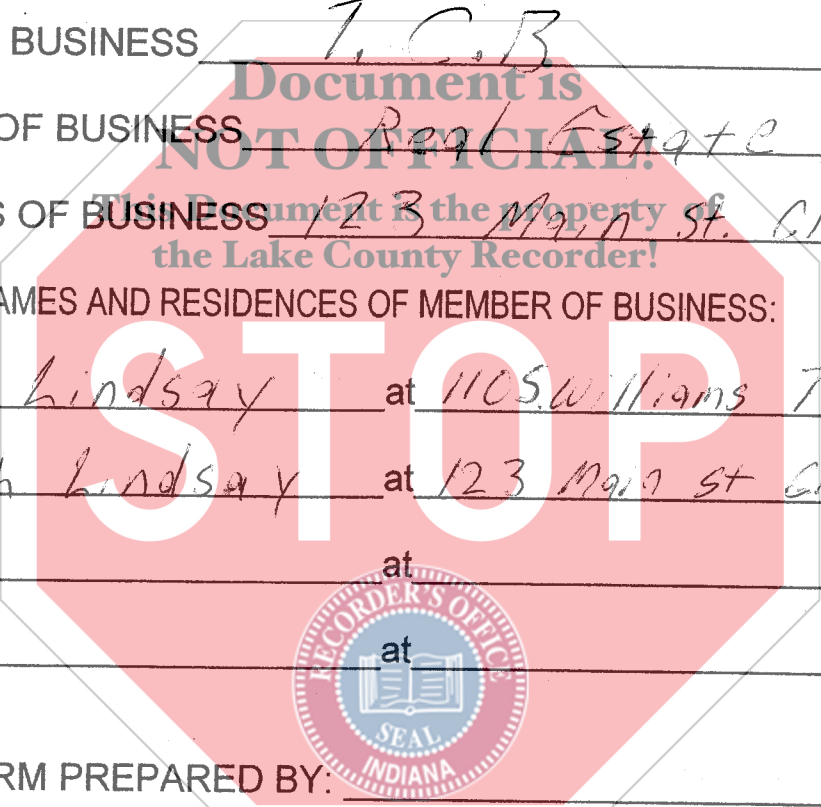 BUSINESS T. C. B
Document is
OF BUSINESS Real Estate
NOT OFFICIAL!
S OF BUSINESS 123 Main St.
This Document is the property of
the Lake County Recorder!
AMES AND RESIDENCES OF MEMBER OF BUSINESS:
STOP
Lindsay at 110 S. Williams
h Lindsay at 123 Main St
at
at
RECORDER'S OFFICE
SEAL
INDIANA
RM PREPARED BY: